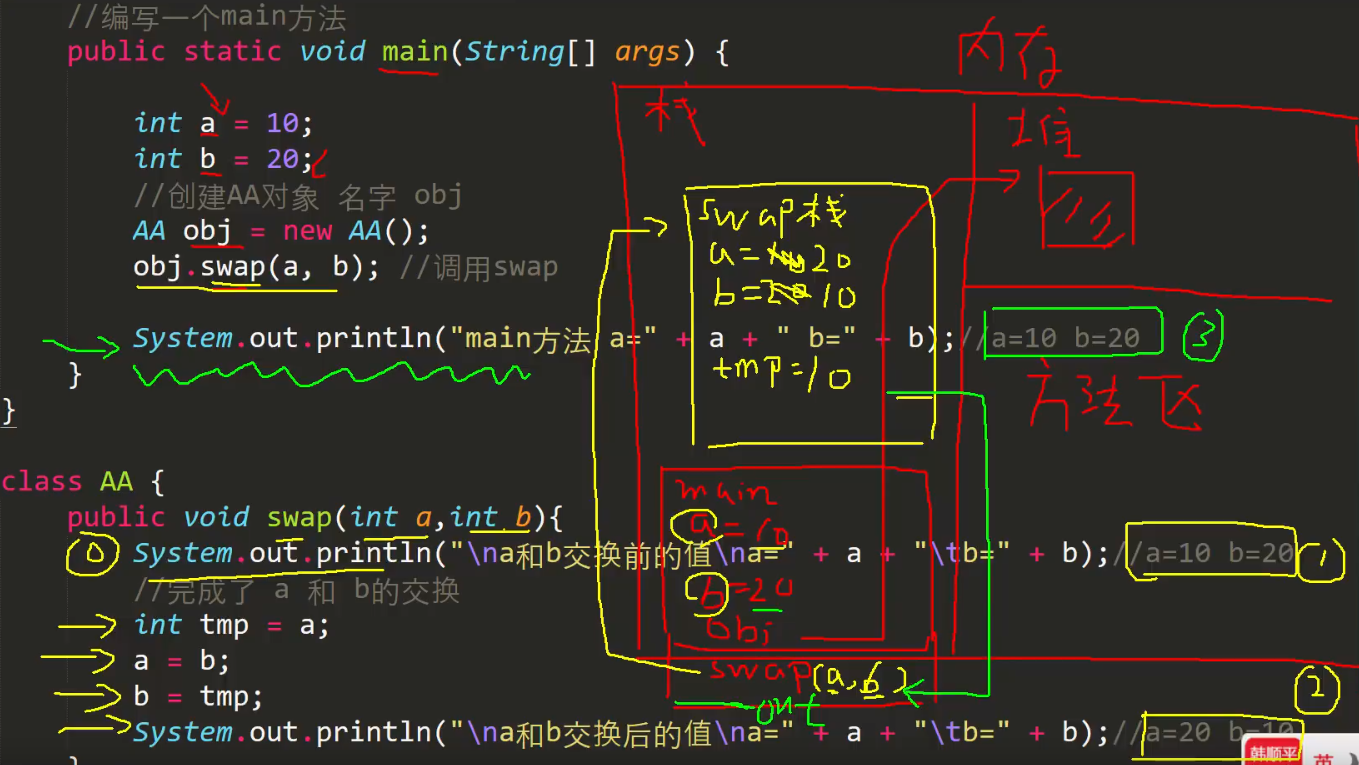 //编写一个main方法
public static void main(String[] args) {
内存
栈
堆
int a = 10;
int b = 20;
//创建AA对象 名字 obj
AA obj = new AA();
obj.swap(a, b); //调用swap
swap栈
a=20
b=10
System.out.println("main方法 a=" + a + " b=" + b);//a=10 b=20
3
tmp=10
}
方法区
}
class AA {
main
public void swap(int a,int b){
a=10
0
System.out.println("\na和b交换前的值\na=" + a + "\tb=" + b);//a=10 b=20
1
//完成了 a 和 b的交换
b=20
int tmp = a;
obj
a = b;
swap(a,b)
b = tmp;
out
2
System.out.println("\na和b交换后的值\na=" + a + "\tb=" + b);//a=20 b=10
韩顺平
英